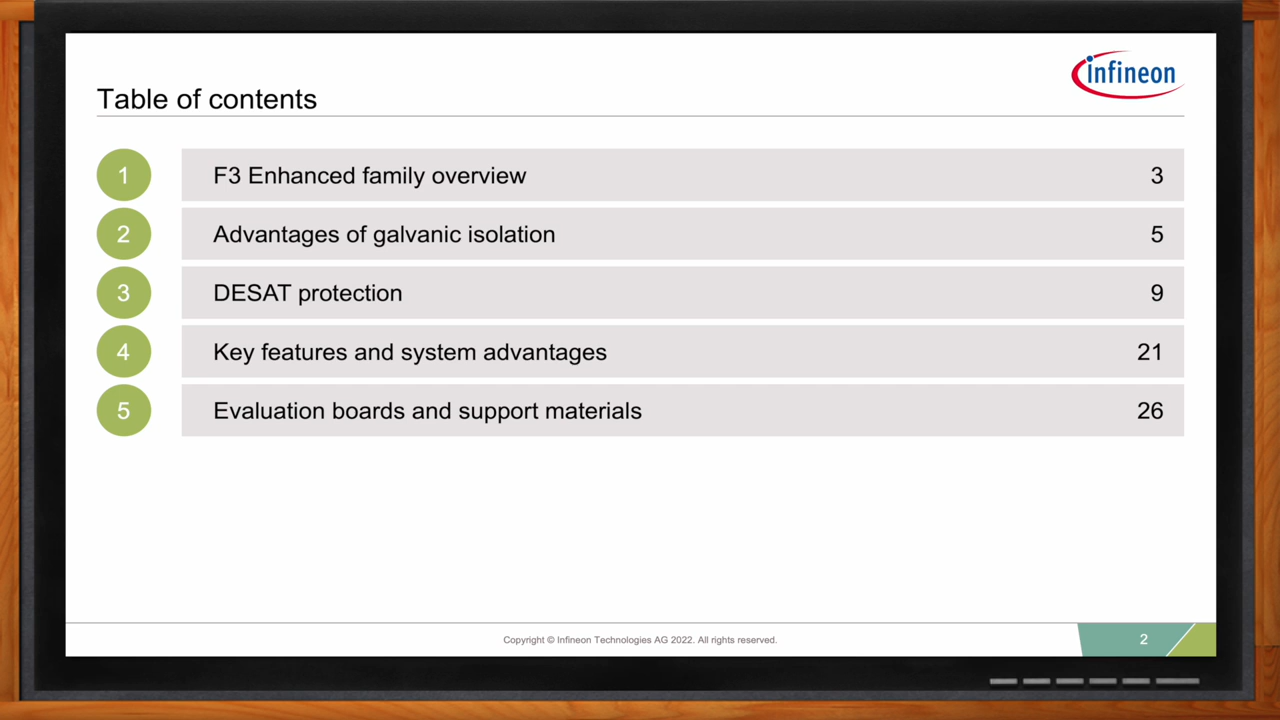 infineon
Table of contents
1 F3 Enhanced family overview 3
2 Advantages of galvanic isolation 5
3 DESAT protection 9
4 Key features and system advantages 21
5 Evaluation boards and support materials 26
Copyright © Infineon Technologies AG 2022. All rights reserved.
2